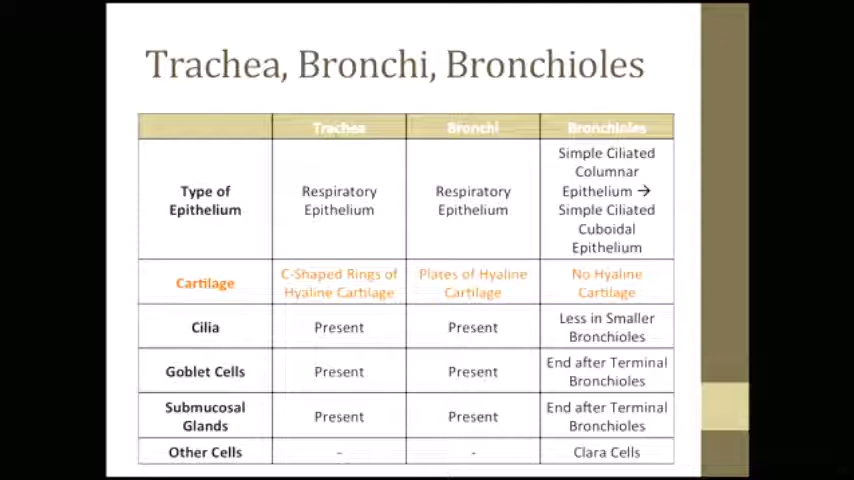 Trachea, Bronchi, Bronchioles
Trachea Bronchi Bronchioles
Type of Epithelium
Respiratory Epithelium
Respiratory Epithelium
Simple Ciliated Columnar Epithelium → Simple Ciliated Cuboidal Epithelium
Cartilage
C-Shaped Rings of Hyaline Cartilage
Plates of Hyaline Cartilage
No Hyaline Cartilage
Cilia
Present
Present
Less in Smaller Bronchioles
Goblet Cells
Present
Present
End after Terminal Bronchioles
Submucosal Glands
Present
Present
End after Terminal Bronchioles
Other Cells
-
-
Clara Cells